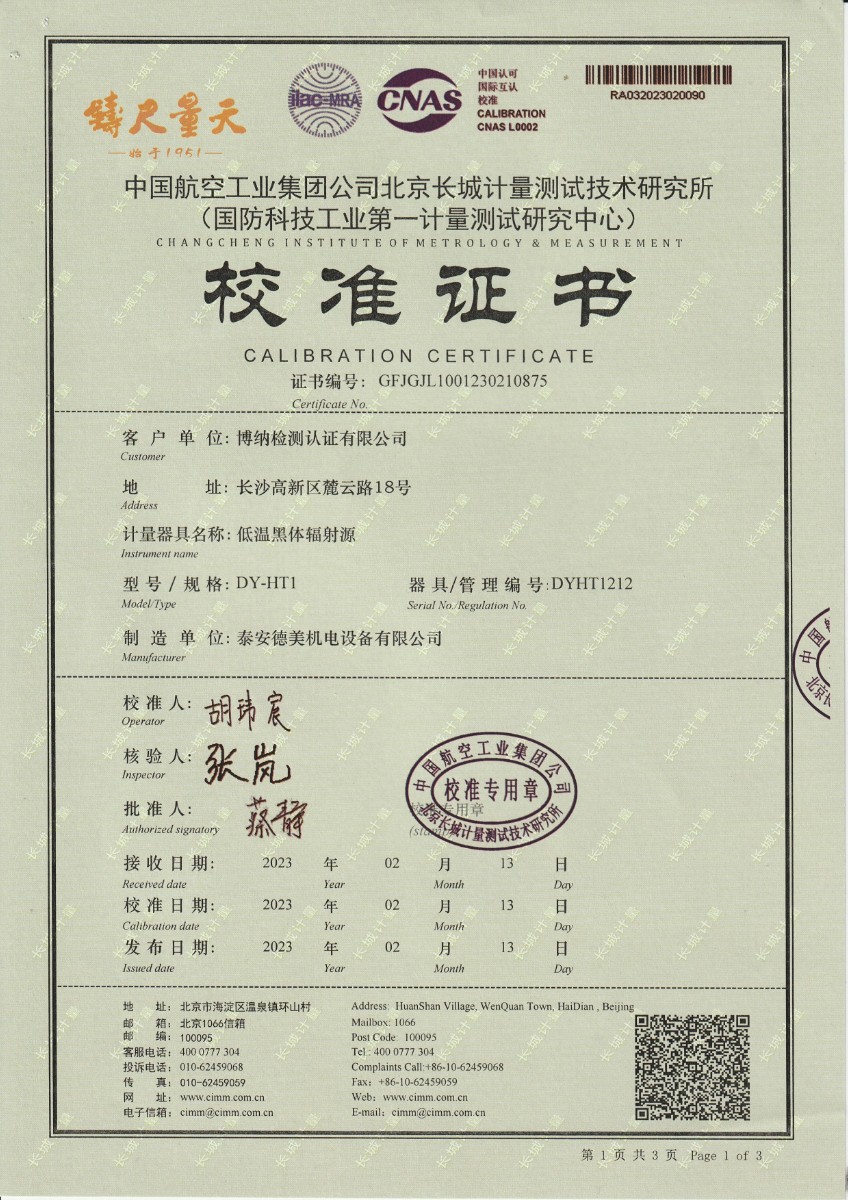 鑄尺量天
始于1951
ilac-MRA
CNAS
中国认可
国际互认
校准
CALIBRATION
CNAS L0002
RA032023020090
中国航空工业集团公司北京长城计量测试技术研究所
（国防科技工业第一计量测试研究中心）
CHANGCHENG INSTITUTE OF METROLOGY & MEASUREMENT
校准证书
CALIBRATION CERTIFICATE
证书编号： GFJGJL1001230210875
Certificate No.
客户单位：博纳检测认证有限公司
Customer
地 址：长沙高新区麓云路18号
Address
计量器具名称：低温黑体辐射源
Instrument name
型号/规格：DY-HT1 器具/管理编号:DYHT1212
Model/Type Serial No./Regulation No.
制造单位：泰安德美机电设备有限公司
Manufacturer
校准人：胡玮宸
Operator
核验人：张岚
Inspector
批准人：蔡静
Authorized signatory
中国航空工业集团公司
校准专用章
北京长城计量测试技术研究所
接收日期： 2023 年 02 月 13 日
Received date Year Month Day
校准日期： 2023 年 02 月 13 日
Calibration date Year Month Day
发布日期： 2023 年 02 月 13 日
Issued date Year Month Day
地 址：北京市海淀区温泉镇环山村 Address: HuanShan Village, WenQuan Town, HaiDian , Beijing
邮 箱：北京1066信箱 Mailbox: 1066
邮 编：100095 Post Code: 100095
客服电话：400 0777 304 Tel.: 400 0777 304
投诉电话：010-62459068 Complaints Call:+86-10-62459068
传 真：010-62459059 Fax: +86-10-62459059
网 址：www.cimm.com.cn Web: www.cimm.com.cn
电子信箱：cimm@cimm.com.cn E-mail: cimm@cimm.com.cn
第 1 页 共 3 页 Page 1 of 3
长城计量